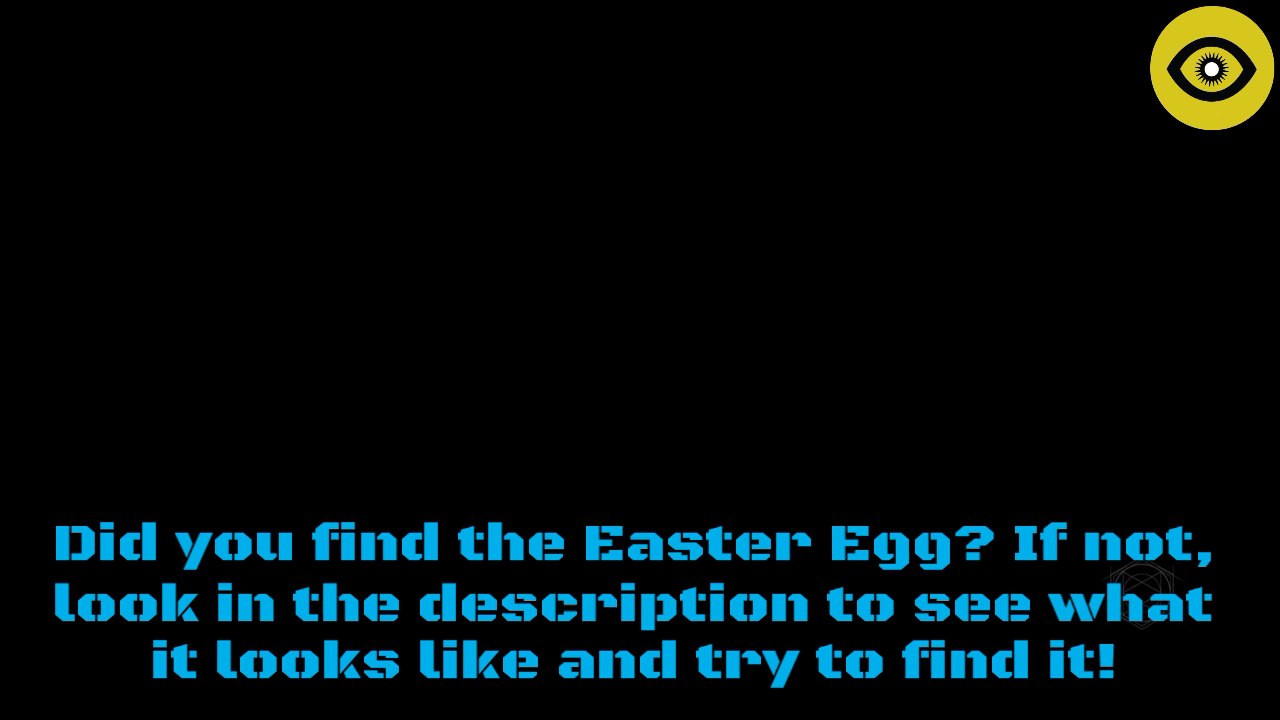 Did you find the Easter Egg? If not,
look in the description to see what
it looks like and try to find it!